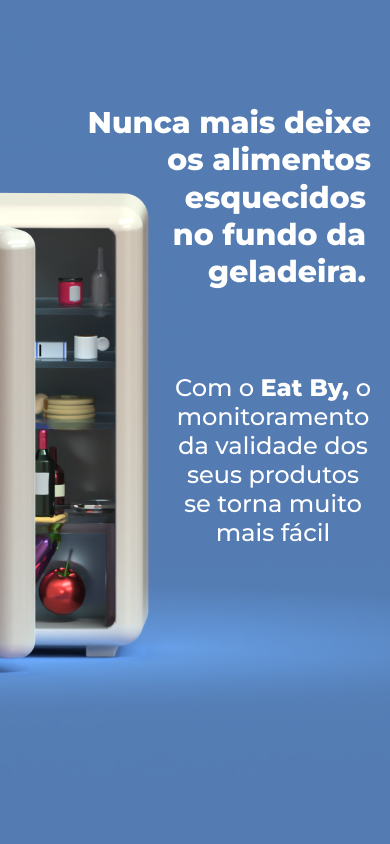 Nunca mais deixe
os alimentos
esquecidos
no fundo da
geladeira.
Com o Eat By, o
monitoramento
da validade dos
seus produtos
se torna muito
mais fácil